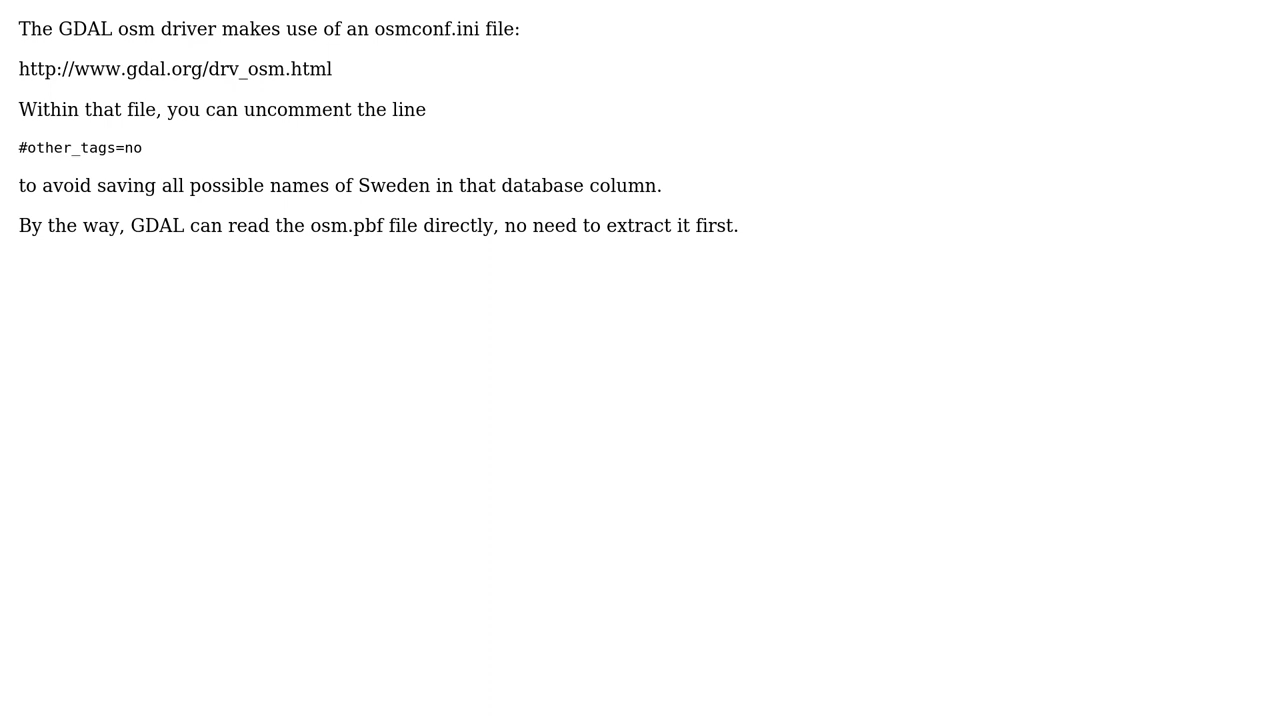 The GDAL osm driver makes use of an osmconf.ini file:
http://www.gdal.org/drv_osm.html
Within that file, you can uncomment the line
#other_tags=no
to avoid saving all possible names of Sweden in that database column.
By the way, GDAL can read the osm.pbf file directly, no need to extract it first.